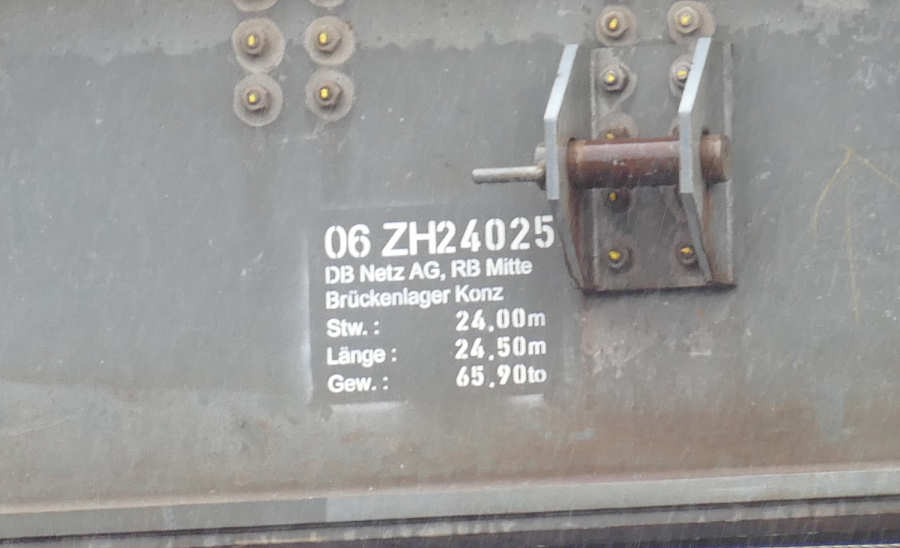 06 ZH24025
DB Netz AG, RB Mitte
Brückenlager Konz
Stw. : 24.00m
Länge : 24.50m
Gew. : 65.90to